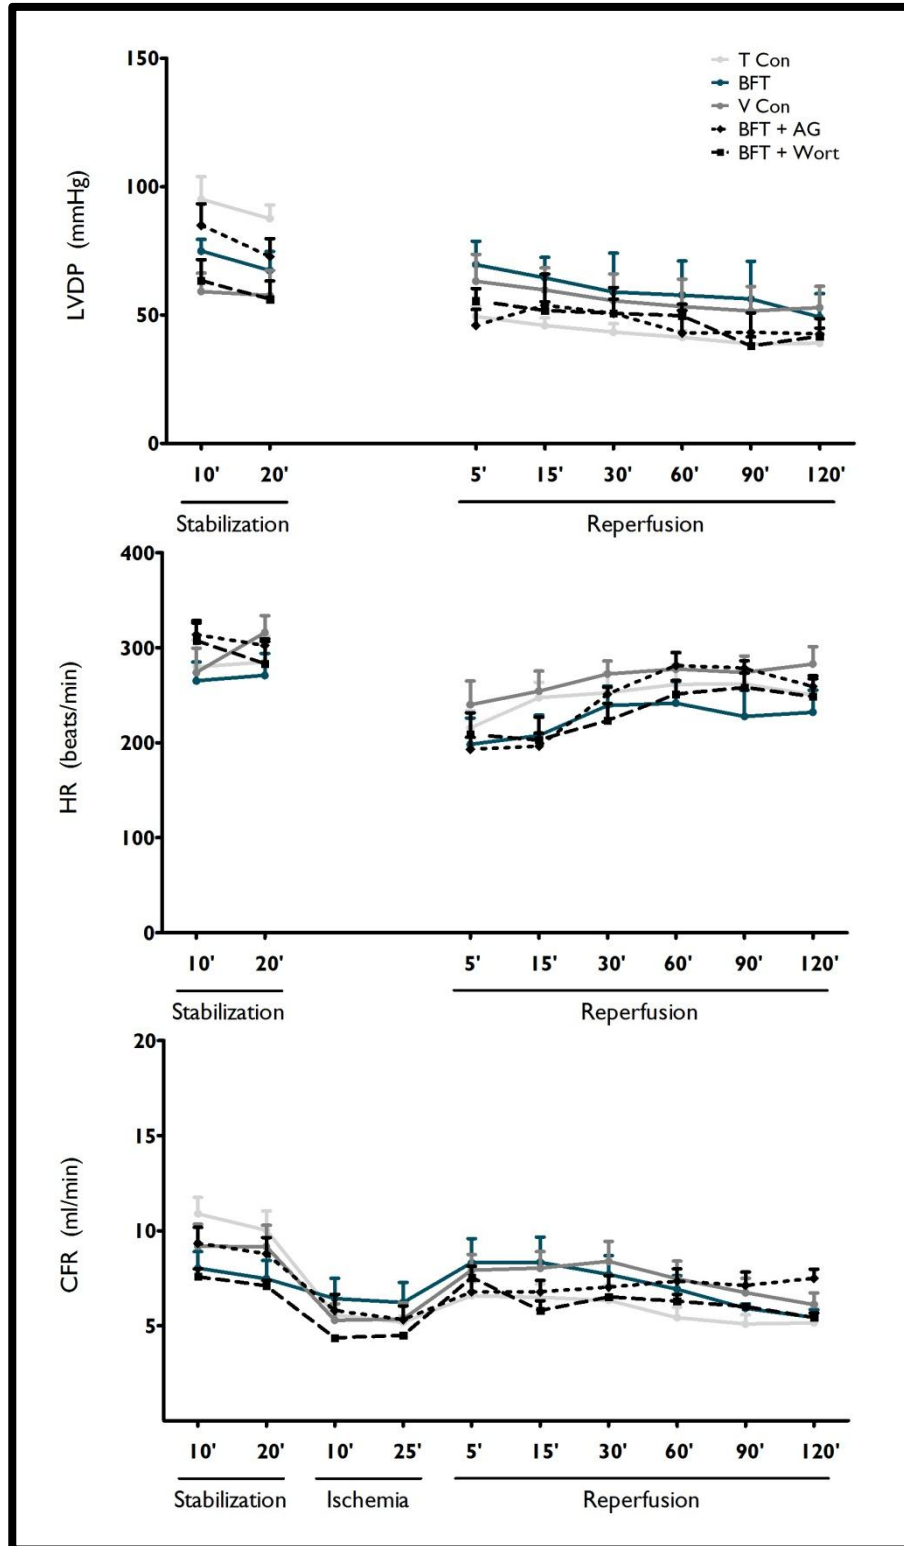 150
100
50
0
LVDP (mmHg)
T Con
BFT
V Con
BFT + AG
BFT + Wort
10' 20' 5' 15' 30' 60' 90' 120'
Stabilization Reperfusion
400
300
200
100
0
HR (beats/min)
10' 20' 5' 15' 30' 60' 90' 120'
Stabilization Reperfusion
20
15
10
5
CFR (ml/min)
10' 20' 10' 25' 5' 15' 30' 60' 90' 120'
Stabilization Ischemia Reperfusion